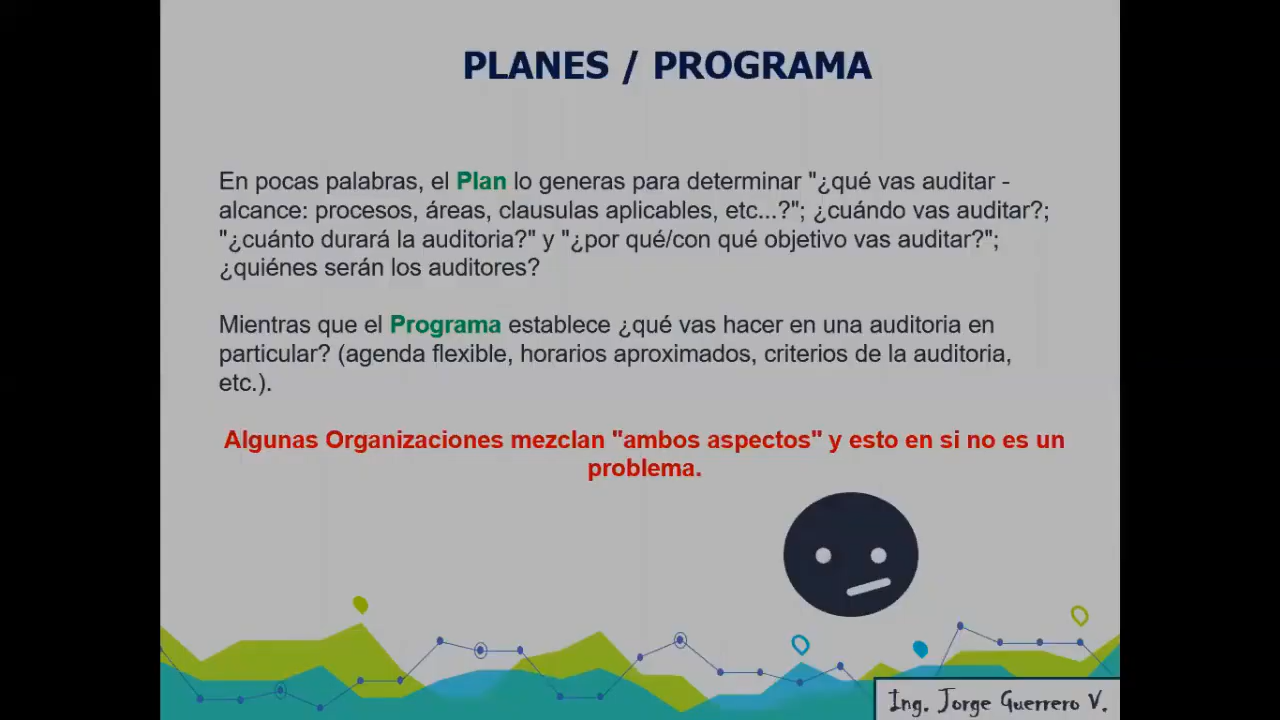 PLANES / PROGRAMA
En pocas palabras, el Plan lo generas para determinar "¿qué vas auditar -
alcance: procesos, áreas, clausulas aplicables, etc...?"; ¿cuándo vas auditar?;
"¿cuánto durará la auditoria?" y "¿por qué/con qué objetivo vas auditar?";
¿quiénes serán los auditores?
Mientras que el Programa establece ¿qué vas hacer en una auditoria en
particular? (agenda flexible, horarios aproximados, criterios de la auditoria,
etc.).
Algunas Organizaciones mezclan "ambos aspectos" y esto en si no es un
problema.
Ing. Jorge Guerrero V.